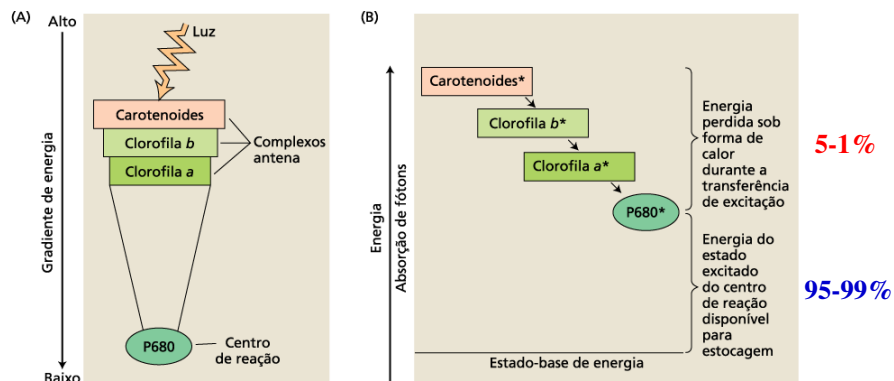 (A)
Alto
Luz
Carotenoides
Clorofila b
Clorofila a
Complexos
antena
Gradiente de energia
P680
Centro
de reação
Baixo
(B)
Energia
Absorção de fótons
Carotenoides*
Clorofila b*
Clorofila a*
P680*
Energia
perdida sob
forma de
calor
durante a
transferência
de excitação
5-1%
Energia do
estado
excitado
do centro
de reação
disponível
para
estocagem
95-99%
Estado-base de energia